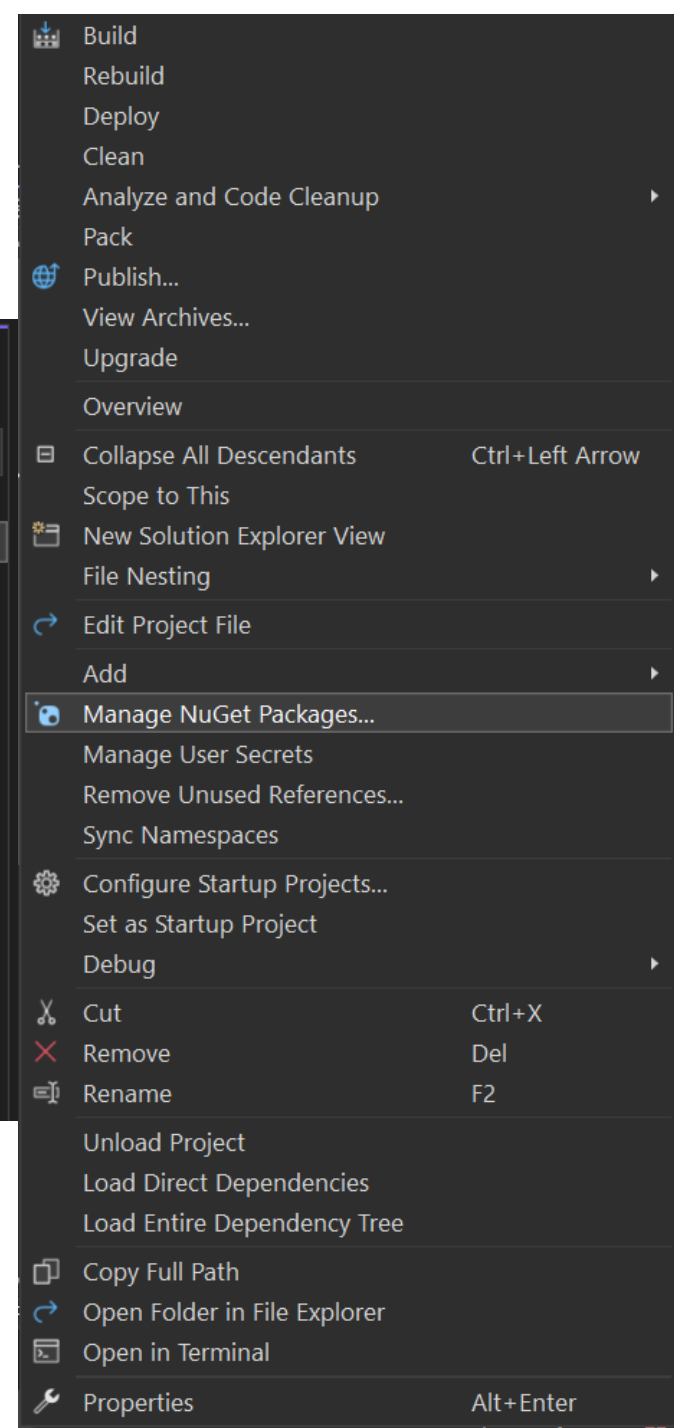 Build
Rebuild
Deploy
Clean
Analyze and Code Cleanup
Pack
Publish...
View Archives...
Upgrade
Overview
Collapse All Descendants Ctrl+Left Arrow
Scope to This
New Solution Explorer View
File Nesting
Edit Project File
Add
Manage NuGet Packages...
Manage User Secrets
Remove Unused References...
Sync Namespaces
Configure Startup Projects...
Set as Startup Project
Debug
Cut Ctrl+X
Remove Del
Rename F2
Unload Project
Load Direct Dependencies
Load Entire Dependency Tree
Copy Full Path
Open Folder in File Explorer
Open in Terminal
Properties Alt+Enter